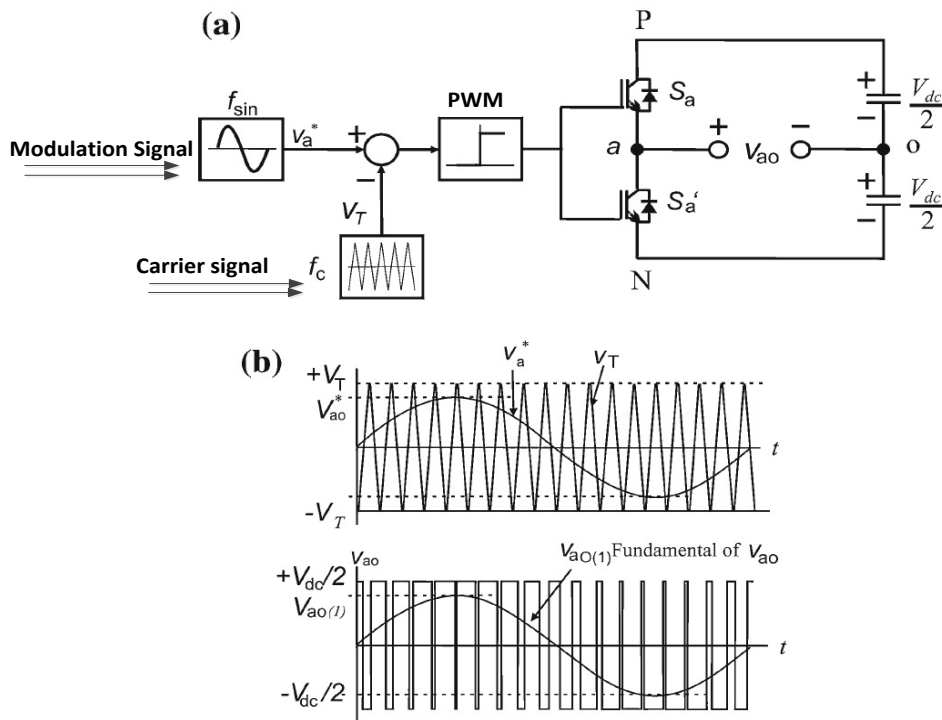 (a)
P
f_sin
PWM
S_a
+
V_dc/2
−
Modulation Signal
v_a*
+
a
+
v_ao
−
o
−
V_T
S_a'
+
V_dc/2
−
Carrier signal
f_c
N
(b)
v_a*
v_T
+V_T
V_ao*
t
-V_T
v_ao
v_aO(1) Fundamental of v_ao
+V_dc/2
V_ao(1)
t
-V_dc/2